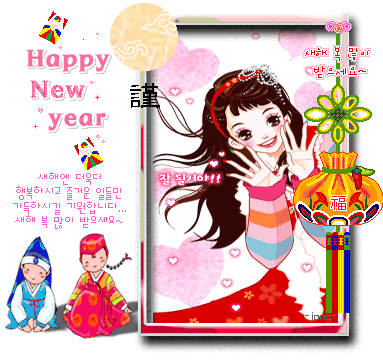 Happy
New
year
謹
새해 복 많이
받으세요~
잘 될거야!!
새해엔 더욱더
행복하시고 즐거운 일들만
가득하시길 기원합니다...
새해 복 많이 받으세요~
福
jong